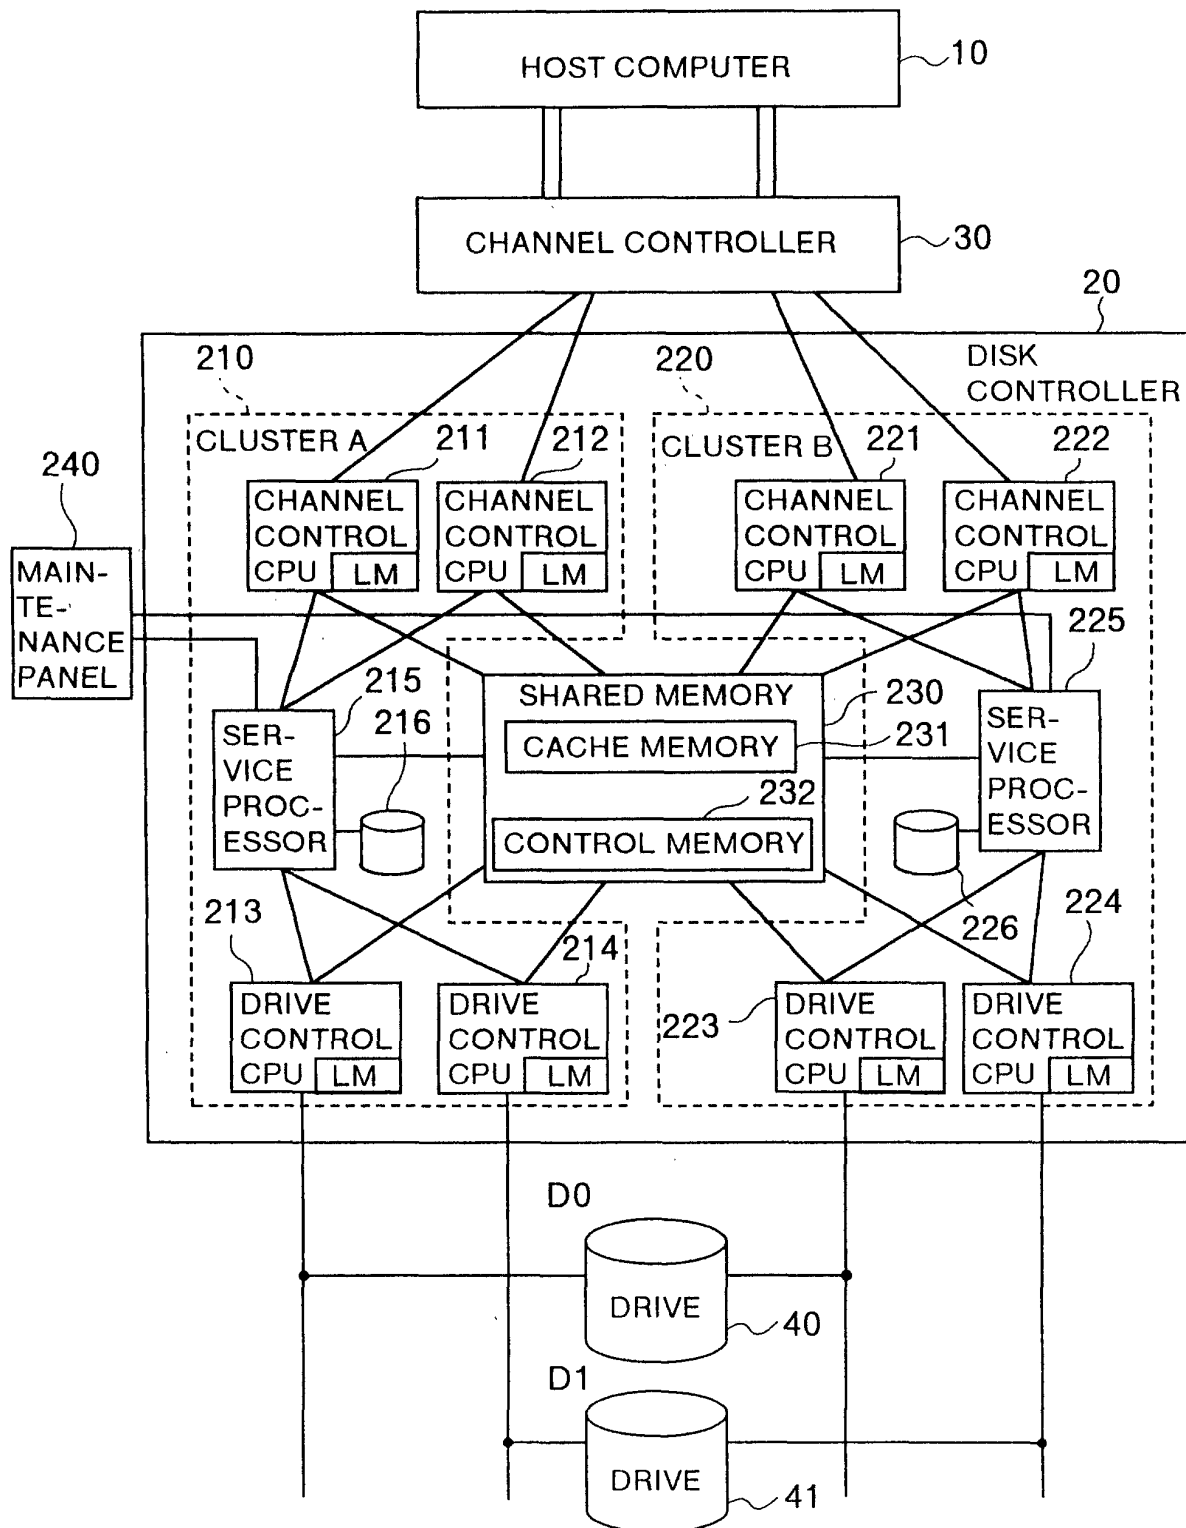 HOST COMPUTER
10
CHANNEL CONTROLLER
30
20
DISK
CONTROLLER
210
220
CLUSTER A
211
212
CLUSTER B
221
222
240
CHANNEL
CONTROL
CPU
LM
CHANNEL
CONTROL
CPU
LM
CHANNEL
CONTROL
CPU
LM
CHANNEL
CONTROL
CPU
LM
MAIN-
TE-
NANCE
PANEL
215
216
SER-
VICE
PROC-
ESSOR
SHARED MEMORY
230
CACHE MEMORY
231
232
CONTROL MEMORY
225
SER-
VICE
PROC-
ESSOR
226
213
214
223
224
DRIVE
CONTROL
CPU
LM
DRIVE
CONTROL
CPU
LM
DRIVE
CONTROL
CPU
LM
DRIVE
CONTROL
CPU
LM
D0
DRIVE
40
D1
DRIVE
41